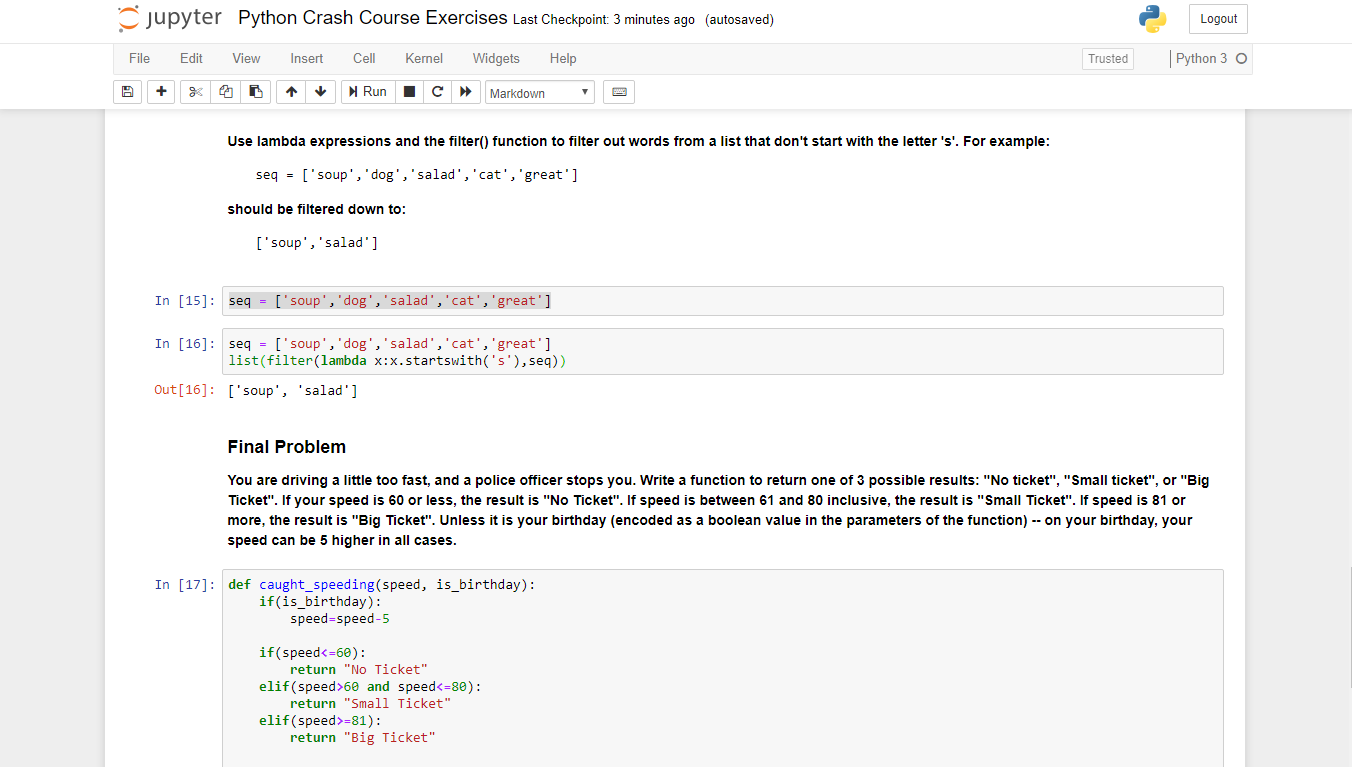 jupyter Python Crash Course Exercises Last Checkpoint: 3 minutes ago (autosaved) Logout
File Edit View Insert Cell Kernel Widgets Help Trusted Python 3
Run Markdown
Use lambda expressions and the filter() function to filter out words from a list that don't start with the letter 's'. For example:
seq = ['soup','dog','salad','cat','great']
should be filtered down to:
['soup','salad']
In [15]: seq = ['soup','dog','salad','cat','great']
In [16]: seq = ['soup','dog','salad','cat','great']
list(filter(lambda x:x.startswith('s'),seq))
Out[16]: ['soup', 'salad']
Final Problem
You are driving a little too fast, and a police officer stops you. Write a function to return one of 3 possible results: "No ticket", "Small ticket", or "Big
Ticket". If your speed is 60 or less, the result is "No Ticket". If speed is between 61 and 80 inclusive, the result is "Small Ticket". If speed is 81 or
more, the result is "Big Ticket". Unless it is your birthday (encoded as a boolean value in the parameters of the function) -- on your birthday, your
speed can be 5 higher in all cases.
In [17]: def caught_speeding(speed, is_birthday):
if(is_birthday):
speed=speed-5
if(speed<=60):
return "No Ticket"
elif(speed>60 and speed<=80):
return "Small Ticket"
elif(speed>=81):
return "Big Ticket"